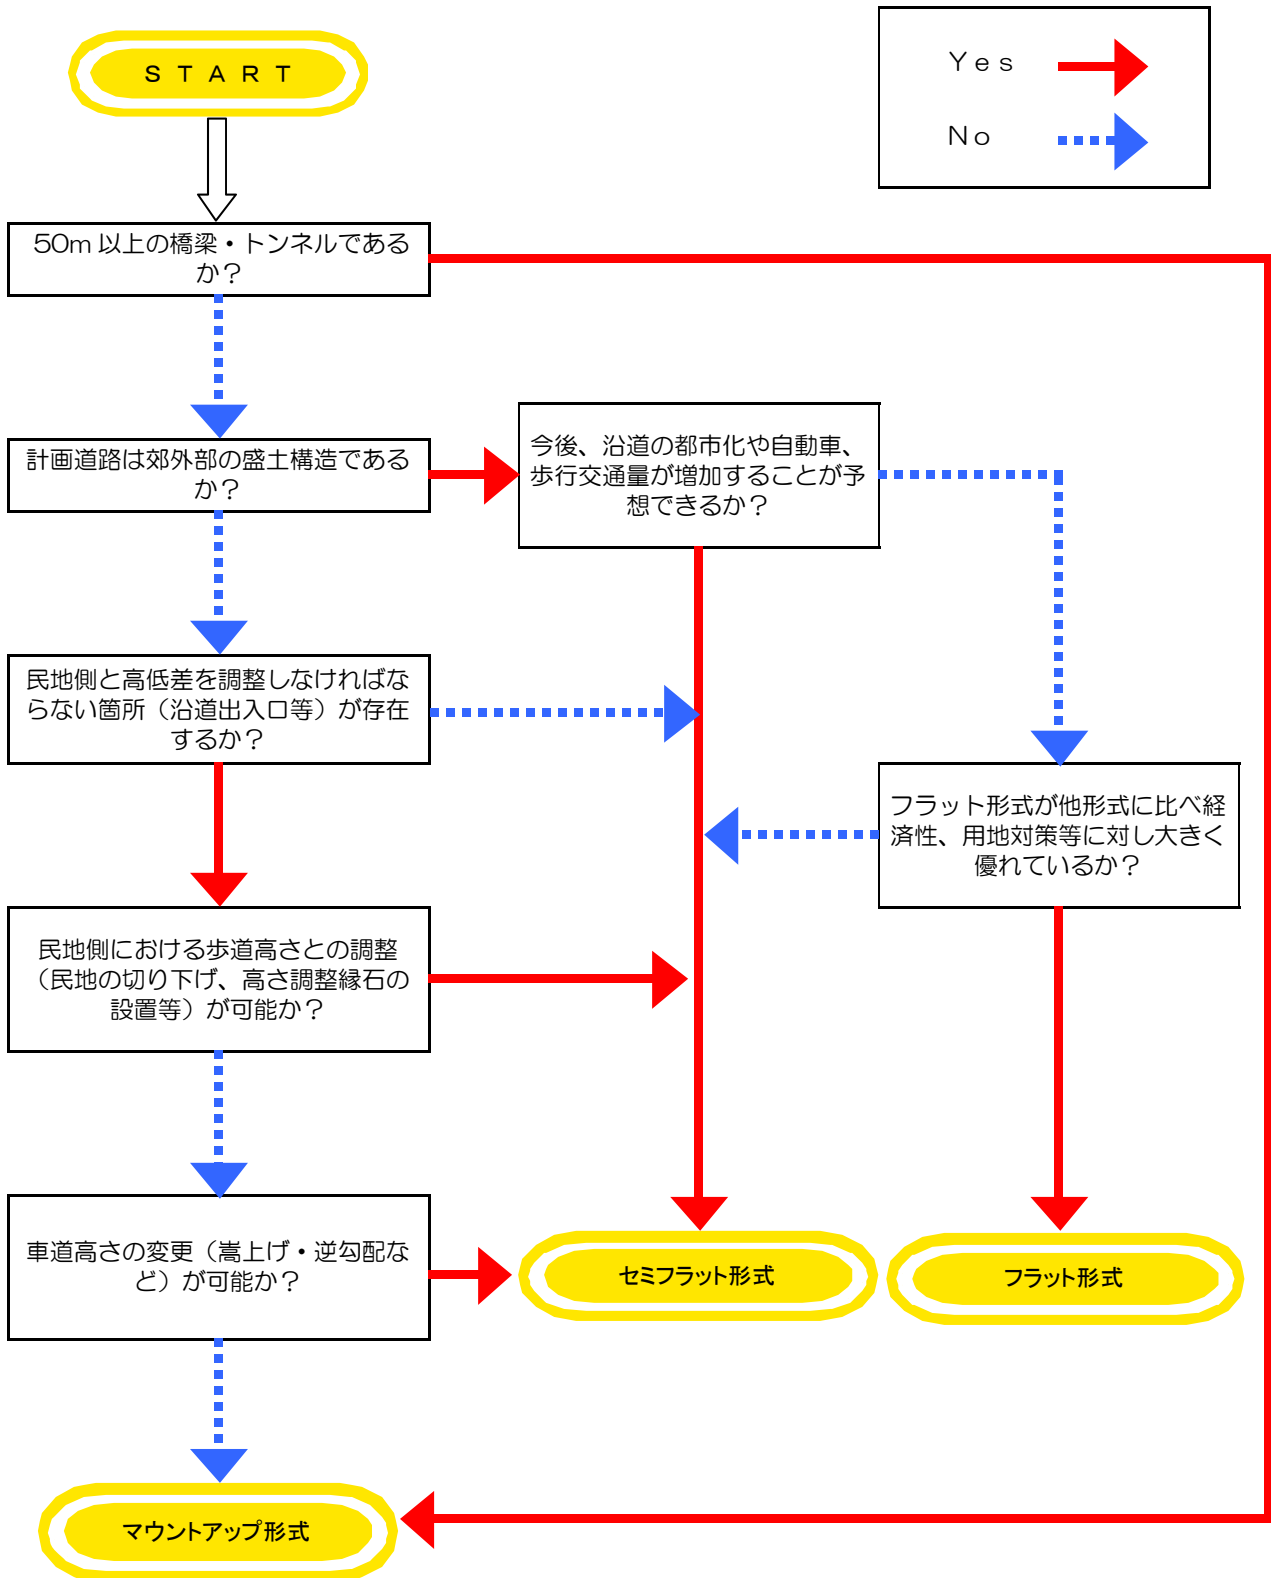 ＳＴＡＲＴ
Ｙｅｓ
Ｎｏ
50m 以上の橋梁・トンネルである
か？
計画道路は郊外部の盛土構造である
か？
今後、沿道の都市化や自動車、
歩行交通量が増加することが予
想できるか？
民地側と高低差を調整しなければな
らない箇所（沿道出入口等）が存在
するか？
フラット形式が他形式に比べ経
済性、用地対策等に対し大きく
優れているか？
民地側における歩道高さとの調整
（民地の切り下げ、高さ調整縁石の
設置等）が可能か？
車道高さの変更（嵩上げ・逆勾配な
ど）が可能か？
セミフラット形式
フラット形式
マウントアップ形式